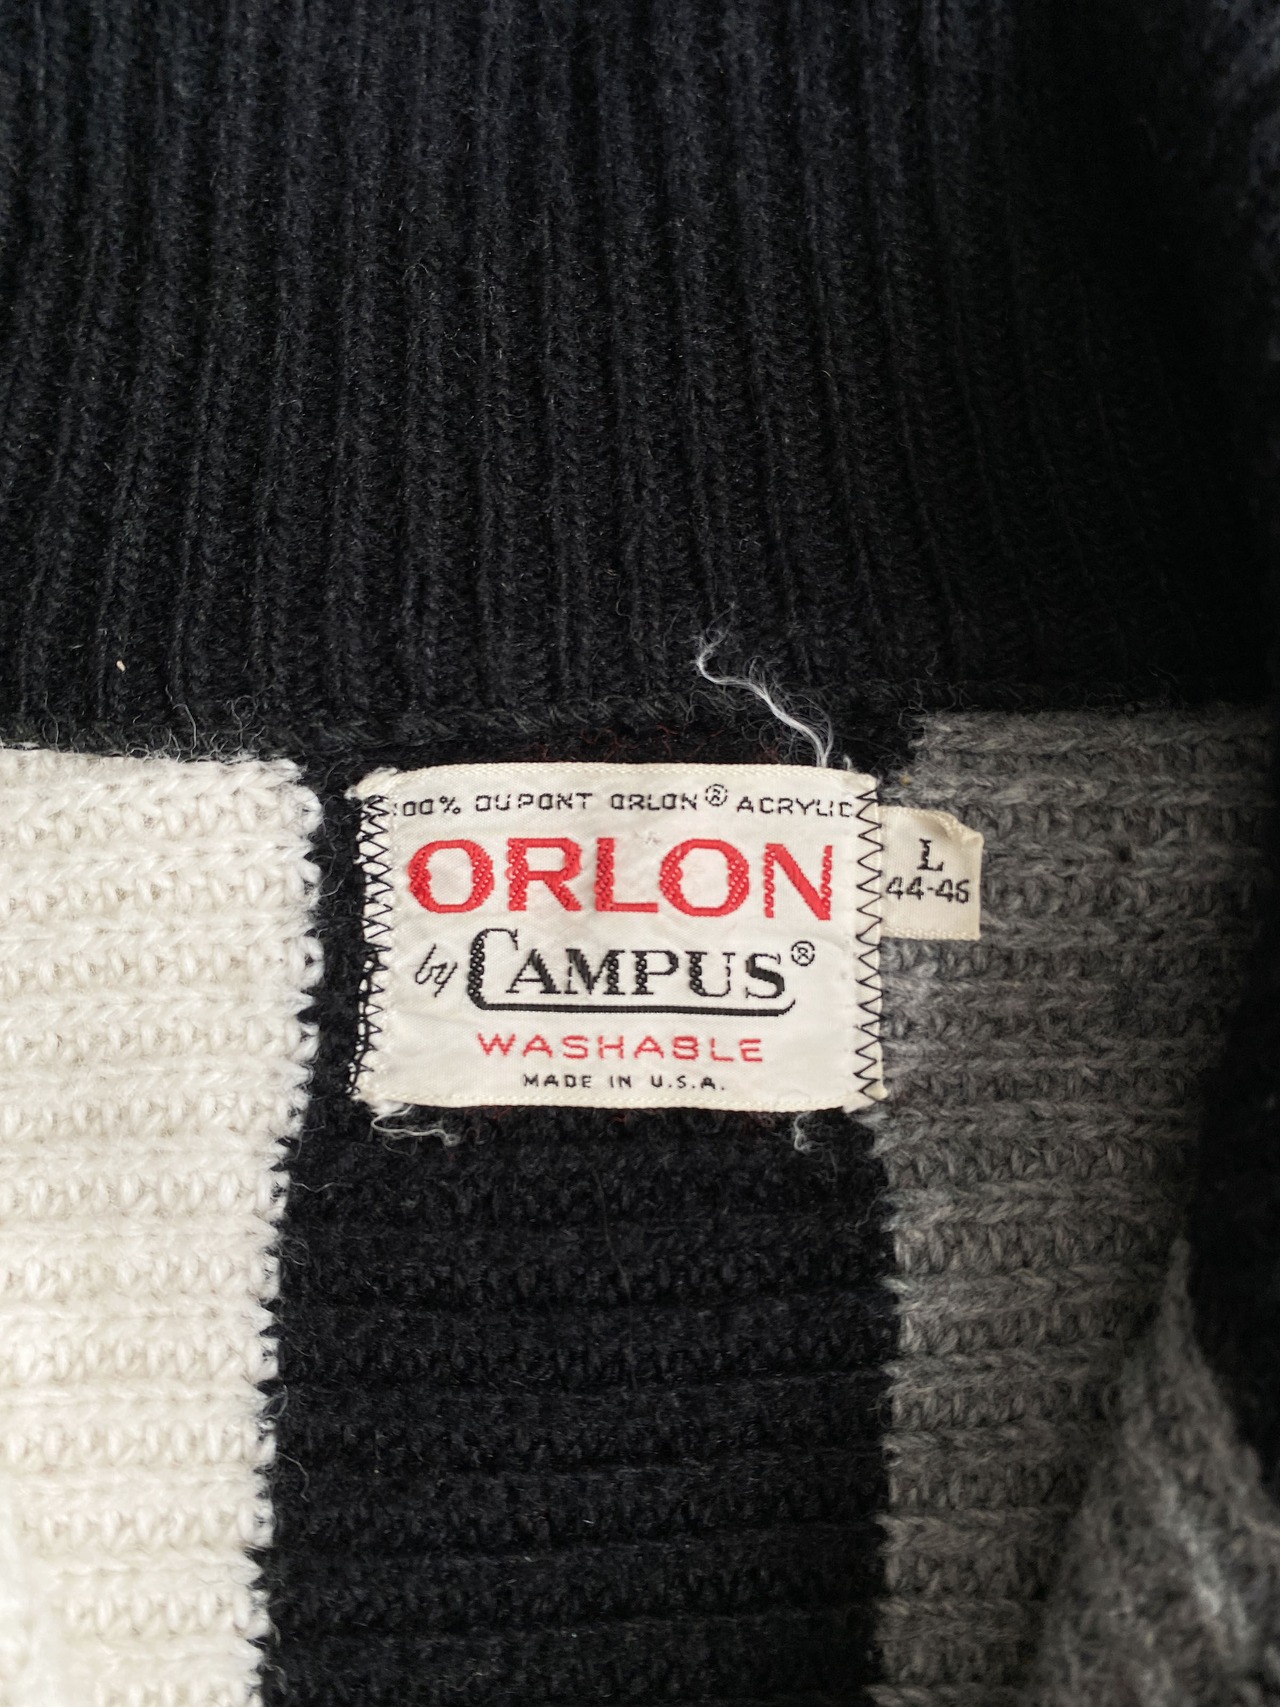 100% DUPONT ORLON® ACRYLIC
ORLON
by CAMPUS®
WASHABLE
MADE IN U.S.A.
L
44-46